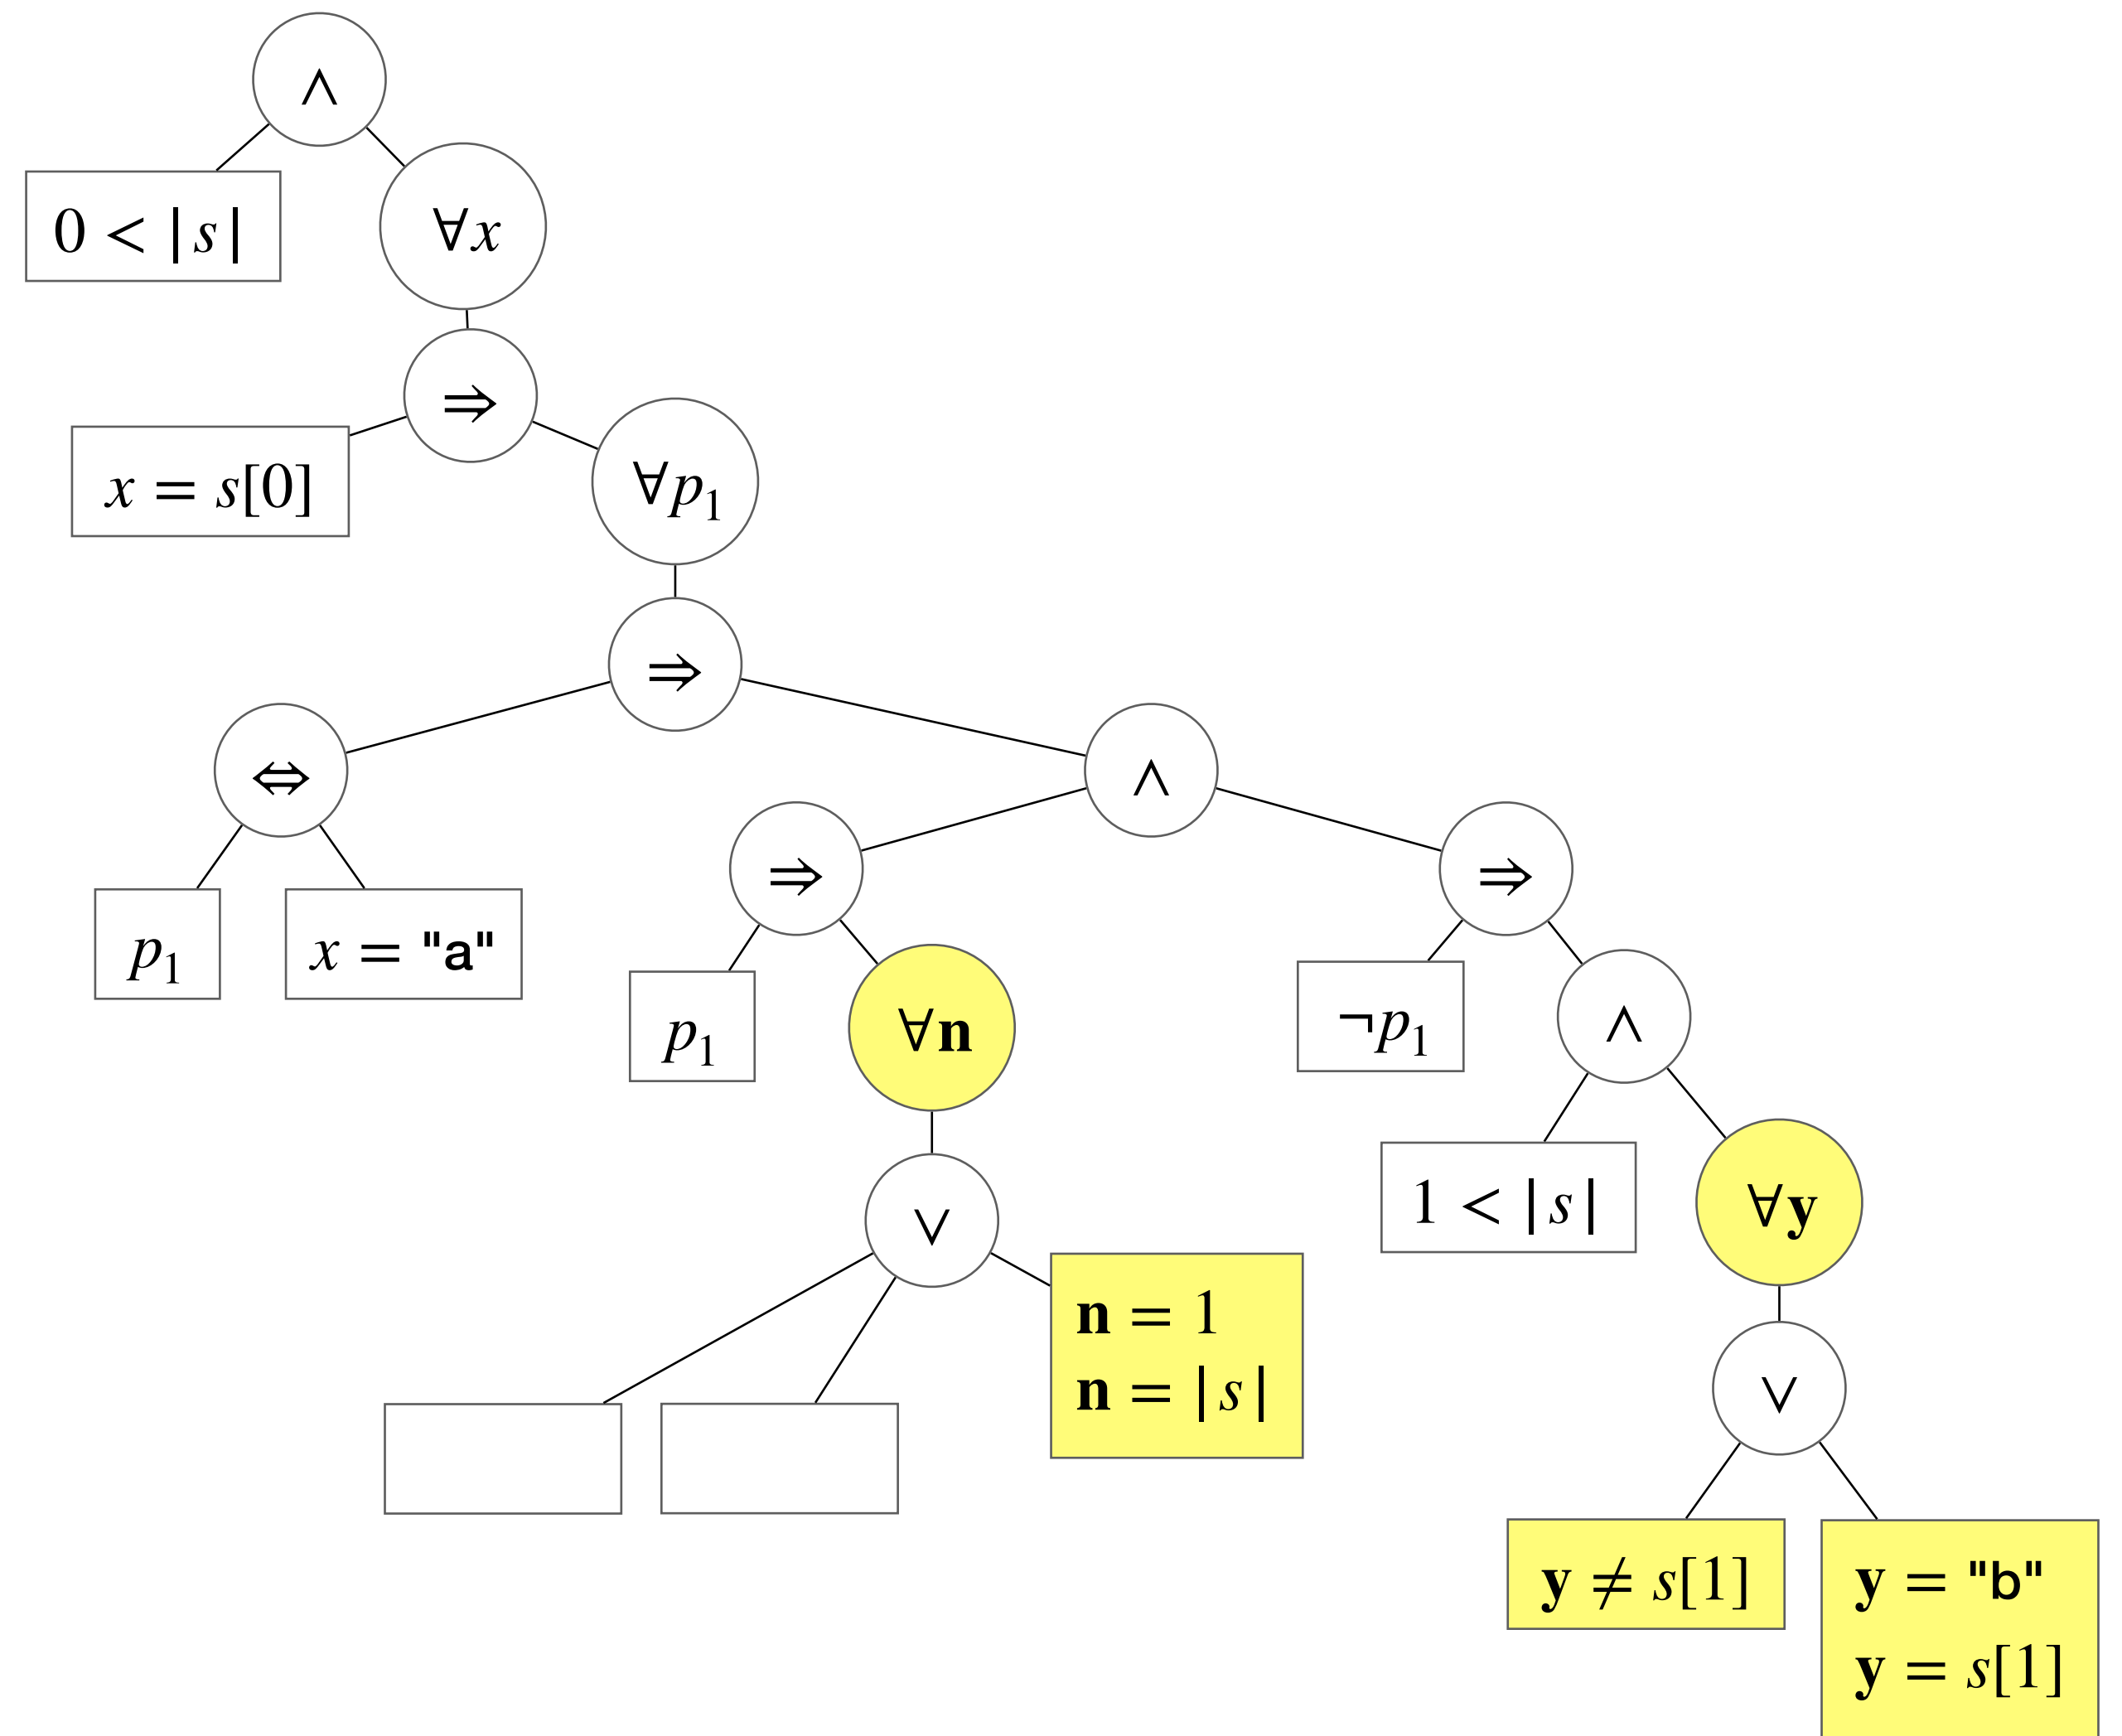 ∧
0 < |s|
∀x
⇒
x = s[0]
∀p₁
⇒
⇔
∧
p₁
x = "a"
⇒
⇒
p₁
∀n
¬p₁
∧
∨
1 < |s|
∀y
n = 1
n = |s|
∨
y ≠ s[1]
y = "b"
y = s[1]